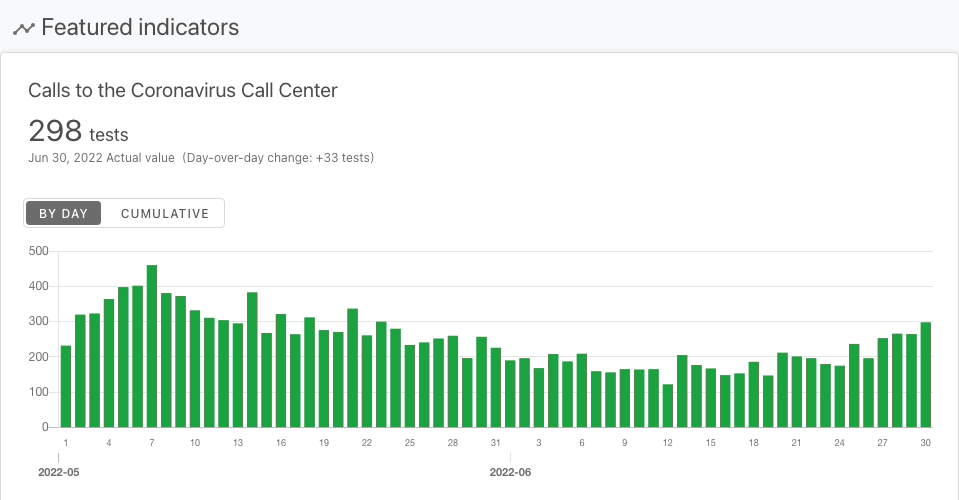 Featured indicators
Calls to the Coronavirus Call Center
298 tests
Jun 30, 2022 Actual value (Day-over-day change: +33 tests)
BY DAY CUMULATIVE
500
400
300
200
100
0
1 4 7 10 13 16 19 22 25 28 31 3 6 9 12 15 18 21 24 27 30
2022-05 2022-06